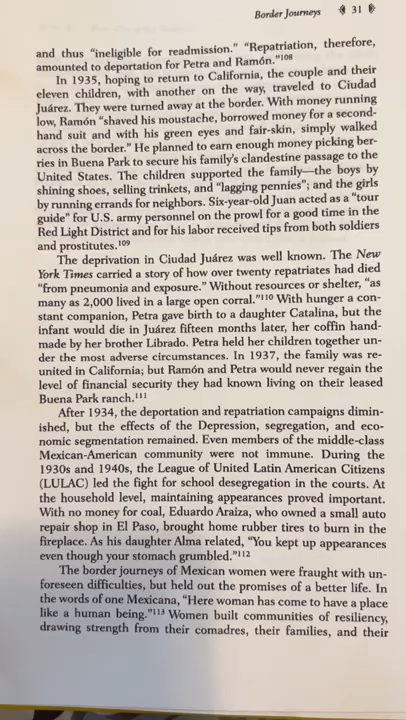 Border Journeys 31
and thus “ineligible for readmission.” “Repatriation, therefore,
amounted to deportation for Petra and Ramón.”108
In 1935, hoping to return to California, the couple and their
eleven children, with another on the way, traveled to Ciudad
Juárez. They were turned away at the border. With money running
low, Ramón “shaved his moustache, borrowed money for a second-
hand suit and with his green eyes and fair-skin, simply walked
across the border.” He planned to earn enough money picking ber-
ries in Buena Park to secure his family’s clandestine passage to the
United States. The children supported the family—the boys by
shining shoes, selling trinkets, and “lagging pennies”; and the girls
by running errands for neighbors. Six-year-old Juan acted as a “tour
guide” for U.S. army personnel on the prowl for a good time in the
Red Light District and for his labor received tips from both soldiers
and prostitutes.109
The deprivation in Ciudad Juárez was well known. The New
York Times carried a story of how over twenty repatriates had died
“from pneumonia and exposure.” Without resources or shelter, “as
many as 2,000 lived in a large open corral.”110 With hunger a con-
stant companion, Petra gave birth to a daughter Catalina, but the
infant would die in Juárez fifteen months later, her coffin hand-
made by her brother Librado. Petra held her children together un-
der the most adverse circumstances. In 1937, the family was re-
united in California; but Ramón and Petra would never regain the
level of financial security they had known living on their leased
Buena Park ranch.111
After 1934, the deportation and repatriation campaigns dimin-
ished, but the effects of the Depression, segregation, and eco-
nomic segmentation remained. Even members of the middle-class
Mexican-American community were not immune. During the
1930s and 1940s, the League of United Latin American Citizens
(LULAC) led the fight for school desegregation in the courts. At
the household level, maintaining appearances proved important.
With no money for coal, Eduardo Araiza, who owned a small auto
repair shop in El Paso, brought home rubber tires to burn in the
fireplace. As his daughter Alma related, “You kept up appearances
even though your stomach grumbled.”112
The border journeys of Mexican women were fraught with un-
foreseen difficulties, but held out the promises of a better life. In
the words of one Mexicana, “Here woman has come to have a place
like a human being.”113 Women built communities of resiliency,
drawing strength from their comadres, their families, and their